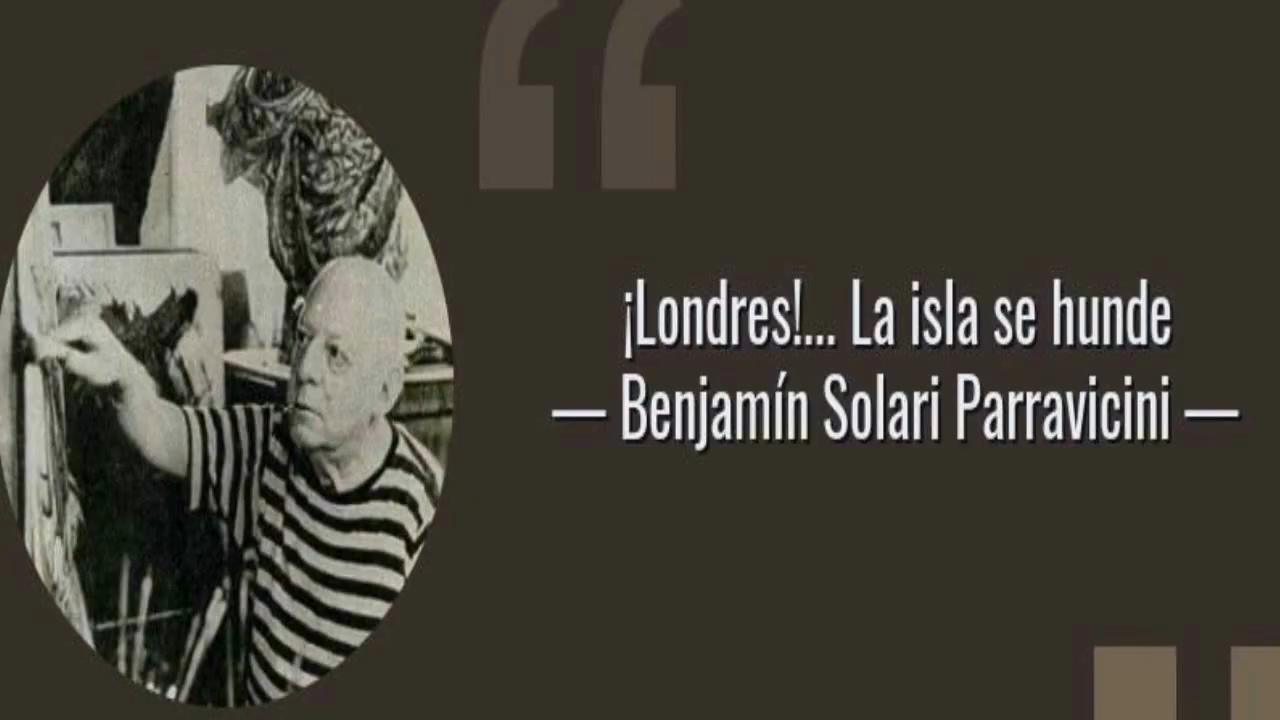 ¡Londres!... La isla se hunde
— Benjamín Solari Parravicini —